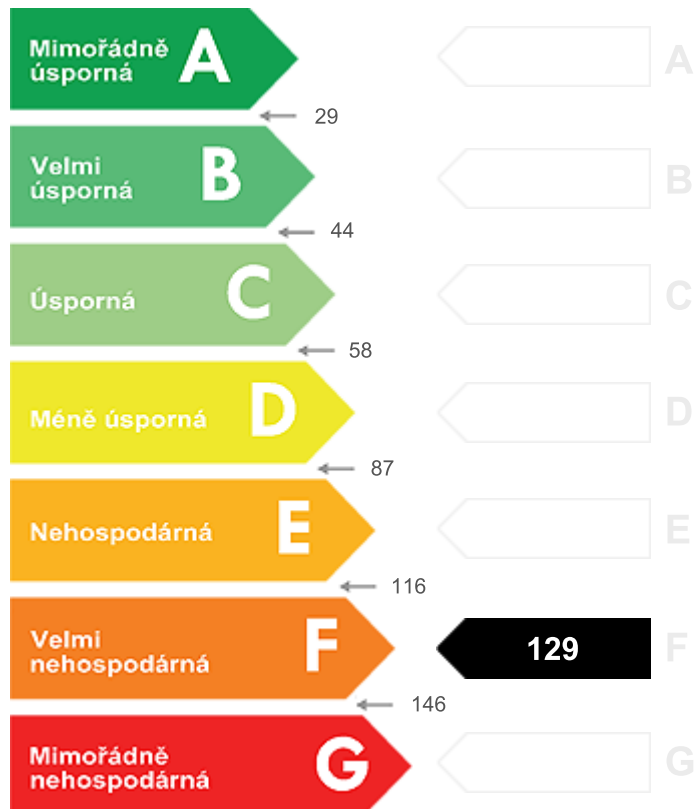 Mimořádně
úsporná
A
A
29
Velmi
úsporná
B
B
44
Úsporná
C
C
58
Méně úsporná
D
D
87
Nehospodárná
E
E
116
Velmi
nehospodárná
F
129
F
146
Mimořádně
nehospodárná
G
G